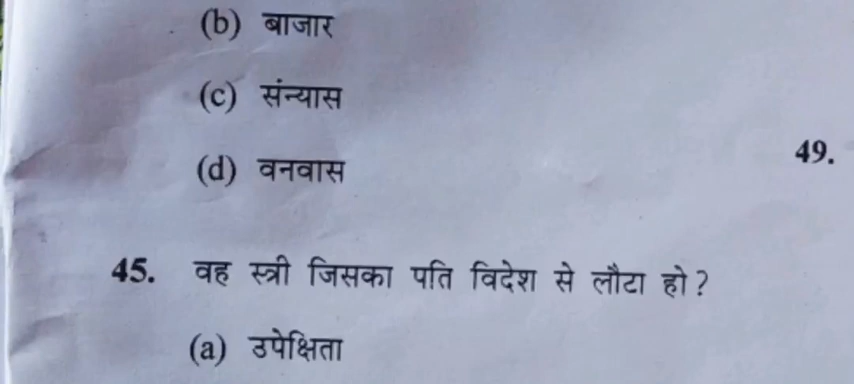 (b) बाजार
(c) संन्यास
(d) वनवास
49.
45. वह स्त्री जिसका पति विदेश से लौटा हो?
(a) उपेक्षिता